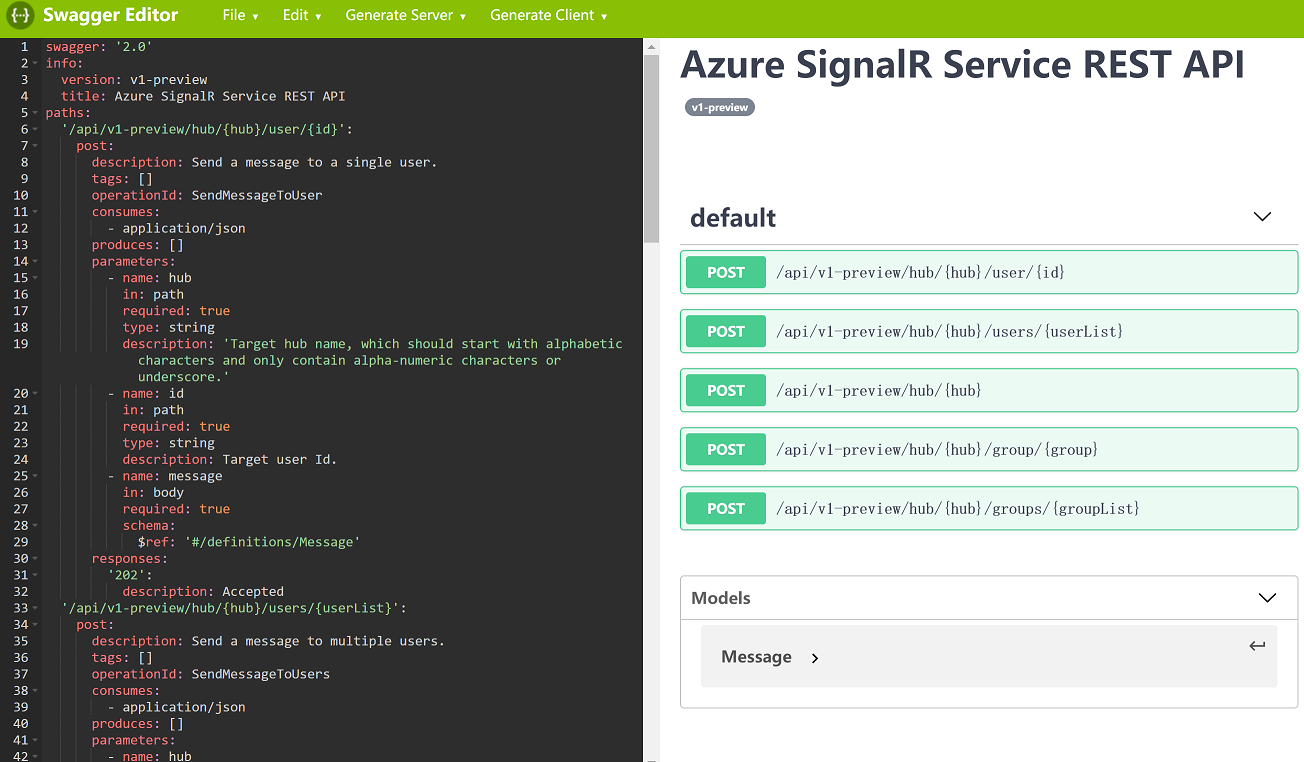 Swagger Editor
File Edit Generate Server Generate Client
1 swagger: '2.0'
2 info:
3 version: v1-preview
4 title: Azure SignalR Service REST API
5 paths:
6 '/api/v1-preview/hub/{hub}/user/{id}':
7 post:
8 description: Send a message to a single user.
9 tags: []
10 operationId: SendMessageToUser
11 consumes:
12 - application/json
13 produces: []
14 parameters:
15 - name: hub
16 in: path
17 required: true
18 type: string
19 description: 'Target hub name, which should start with alphabetic
characters and only contain alpha-numeric characters or
underscore.'
20 - name: id
21 in: path
22 required: true
23 type: string
24 description: Target user Id.
25 - name: message
26 in: body
27 required: true
28 schema:
29 $ref: '#/definitions/Message'
30 responses:
31 '202':
32 description: Accepted
33 '/api/v1-preview/hub/{hub}/users/{userList}':
34 post:
35 description: Send a message to multiple users.
36 tags: []
37 operationId: SendMessageToUsers
38 consumes:
39 - application/json
40 produces: []
41 parameters:
42 - name: hub
Azure SignalR Service REST API
v1-preview
default
POST /api/v1-preview/hub/{hub}/user/{id}
POST /api/v1-preview/hub/{hub}/users/{userList}
POST /api/v1-preview/hub/{hub}
POST /api/v1-preview/hub/{hub}/group/{group}
POST /api/v1-preview/hub/{hub}/groups/{groupList}
Models
Message